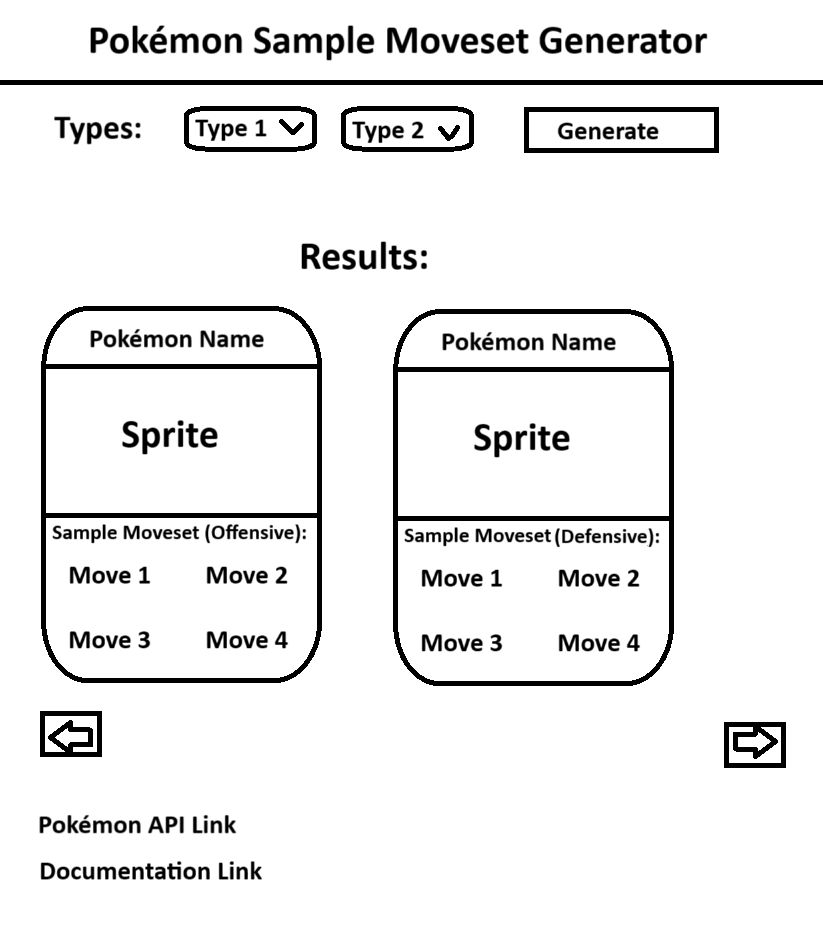 Pokémon Sample Moveset Generator
Types: Type 1 Type 2 Generate
Results:
Pokémon Name
Sprite
Sample Moveset (Offensive):
Move 1 Move 2
Move 3 Move 4
Pokémon Name
Sprite
Sample Moveset (Defensive):
Move 1 Move 2
Move 3 Move 4
Pokémon API Link
Documentation Link